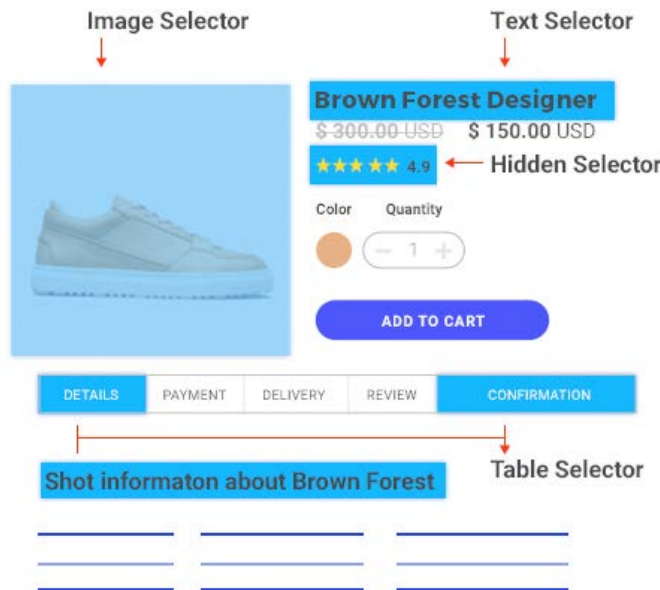 Image Selector
Text Selector
Brown Forest Designer
$ 300.00 USD $ 150.00 USD
4.9
Hidden Selector
Color Quantity
1
ADD TO CART
DETAILS PAYMENT DELIVERY REVIEW CONFIRMATION
Table Selector
Shot informaton about Brown Forest